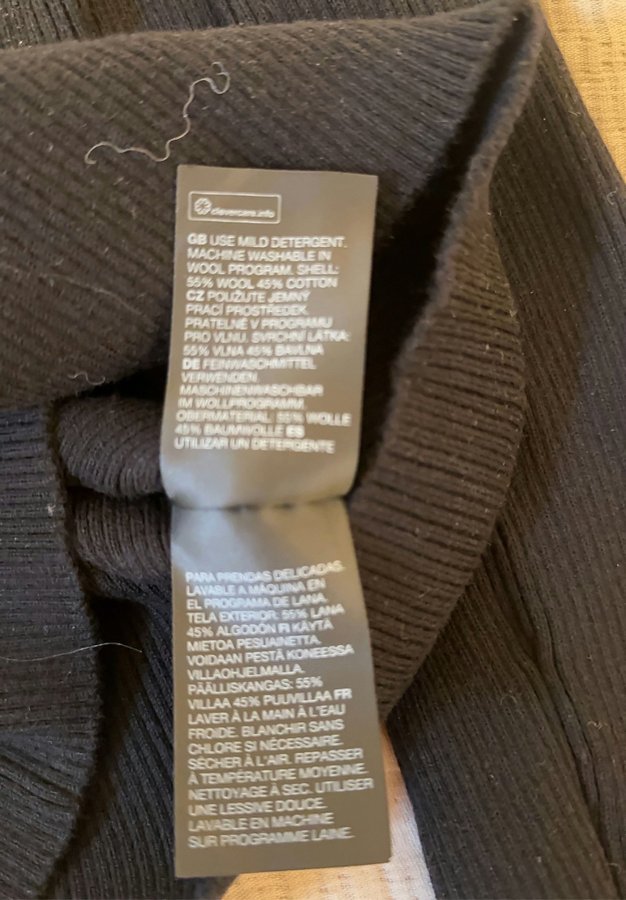 clevercare.info
GB USE MILD DETERGENT.
MACHINE WASHABLE IN
WOOL PROGRAM. SHELL:
55% WOOL 45% COTTON
CZ POUŽIJTE JEMNÝ
PRACÍ PROSTŘEDEK.
PRATELNÉ V PROGRAMU
PRO VLNU. SVRCHNÍ LÁTKA:
55% VLNA 45% BAVLNA
DE FEINWASCHMITTEL
VERWENDEN.
MASCHINENWASCHBAR
IM WOLLPROGRAMM.
OBERMATERIAL: 55% WOLLE
45% BAUMWOLLE ES
UTILIZAR UN DETERGENTE
PARA PRENDAS DELICADAS.
LAVABLE A MÁQUINA EN
EL PROGRAMA DE LANA.
TELA EXTERIOR: 55% LANA
45% ALGODÓN FI KÄYTÄ
MIETOA PESUAINETTA.
VOIDAAN PESTÄ KONEESSA
VILLAOHJELMALLA.
PÄÄLLISKANGAS: 55%
VILLAA 45% PUUVILLAA FR
LAVER À LA MAIN À L'EAU
FROIDE. BLANCHIR SANS
CHLORE SI NÉCESSAIRE.
SÉCHER À L'AIR. REPASSER
À TEMPÉRATURE MOYENNE.
NETTOYAGE À SEC. UTILISER
UNE LESSIVE DOUCE.
LAVABLE EN MACHINE
SUR PROGRAMME LAINE.